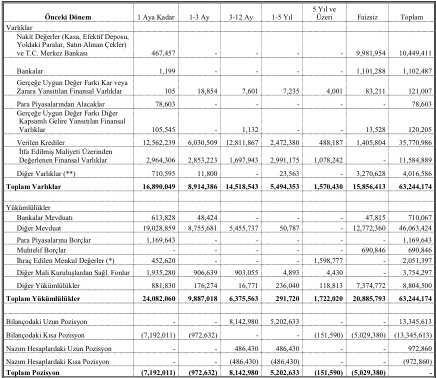 Önceki Dönem 1 Aya Kadar 1-3 Ay 3-12 Ay 1-5 Yıl 5 Yıl ve Üzeri Faizsiz Toplam
Varlıklar
Nakit Değerler (Kasa, Efektif Deposu,
Yoldaki Paralar, Satın Alınan Çekler)
ve T.C. Merkez Bankası 467,457 - - - - 9,981,954 10,449,411
Bankalar 1,199 - - - - 1,101,288 1,102,487
Gerçeğe Uygun Değer Farkı Kar veya
Zarara Yansıtılan Finansal Varlıklar 105 18,854 7,601 7,235 4,001 83,211 121,007
Para Piyasalarından Alacaklar 78,603 - - - - - 78,603
Gerçeğe Uygun Değer Farkı Diğer
Kapsamlı Gelire Yansıtılan Finansal
Varlıklar 105,545 - 1,132 - - 13,528 120,205
Verilen Krediler 12,562,239 6,030,509 12,811,867 2,472,380 488,187 1,405,804 35,770,986
İtfa Edilmiş Maliyeti Üzerinden
Değerlenen Finansal Varlıklar 2,964,306 2,853,223 1,697,943 2,991,175 1,078,242 - 11,584,889
Diğer Varlıklar (**) 710,595 11,800 - 23,563 - 3,270,628 4,016,586
Toplam Varlıklar 16,890,049 8,914,386 14,518,543 5,494,353 1,570,430 15,856,413 63,244,174
Yükümlülükler
Bankalar Mevduatı 613,828 48,424 - - - 47,815 710,067
Diğer Mevduat 19,028,859 8,755,681 5,455,737 50,787 - 12,772,360 46,063,424
Para Piyasalarına Borçlar 1,169,643 - - - - - 1,169,643
Muhtelif Borçlar - - - - - 690,846 690,846
İhraç Edilen Menkul Değerler (*) 452,620 - - - 1,598,777 - 2,051,397
Diğer Mali Kuruluşlardan Sağl. Fonlar 1,935,280 906,639 903,055 4,893 4,430 - 3,754,297
Diğer Yükümlülükler 881,830 176,274 16,771 236,040 118,813 7,374,772 8,804,500
Toplam Yükümlülükler 24,082,060 9,887,018 6,375,563 291,720 1,722,020 20,885,793 63,244,174
Bilançodaki Uzun Pozisyon - - 8,142,980 5,202,633 - - 13,345,613
Bilançodaki Kısa Pozisyon (7,192,011) (972,632) - - (151,590) (5,029,380) (13,345,613)
Nazım Hesaplardaki Uzun Pozisyon - - 486,430 486,430 - - 972,860
Nazım Hesaplardaki Kısa Pozisyon - - (486,430) (486,430) - - (972,860)
Toplam Pozisyon (7,192,011) (972,632) 8,142,980 5,202,633 (151,590) (5,029,380) -